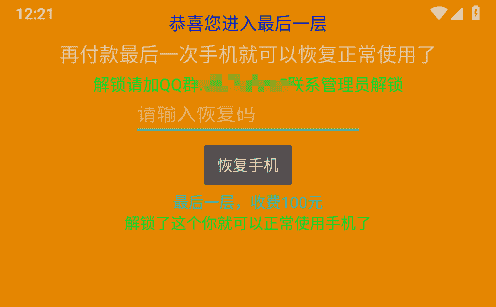 12:21
恭喜您进入最后一层
再付款最后一次手机就可以恢复正常使用了
解锁请加QQ群 联系管理员解锁
请输入恢复码
恢复手机
最后一层，收费100元
解锁了这个你就可以正常使用手机了